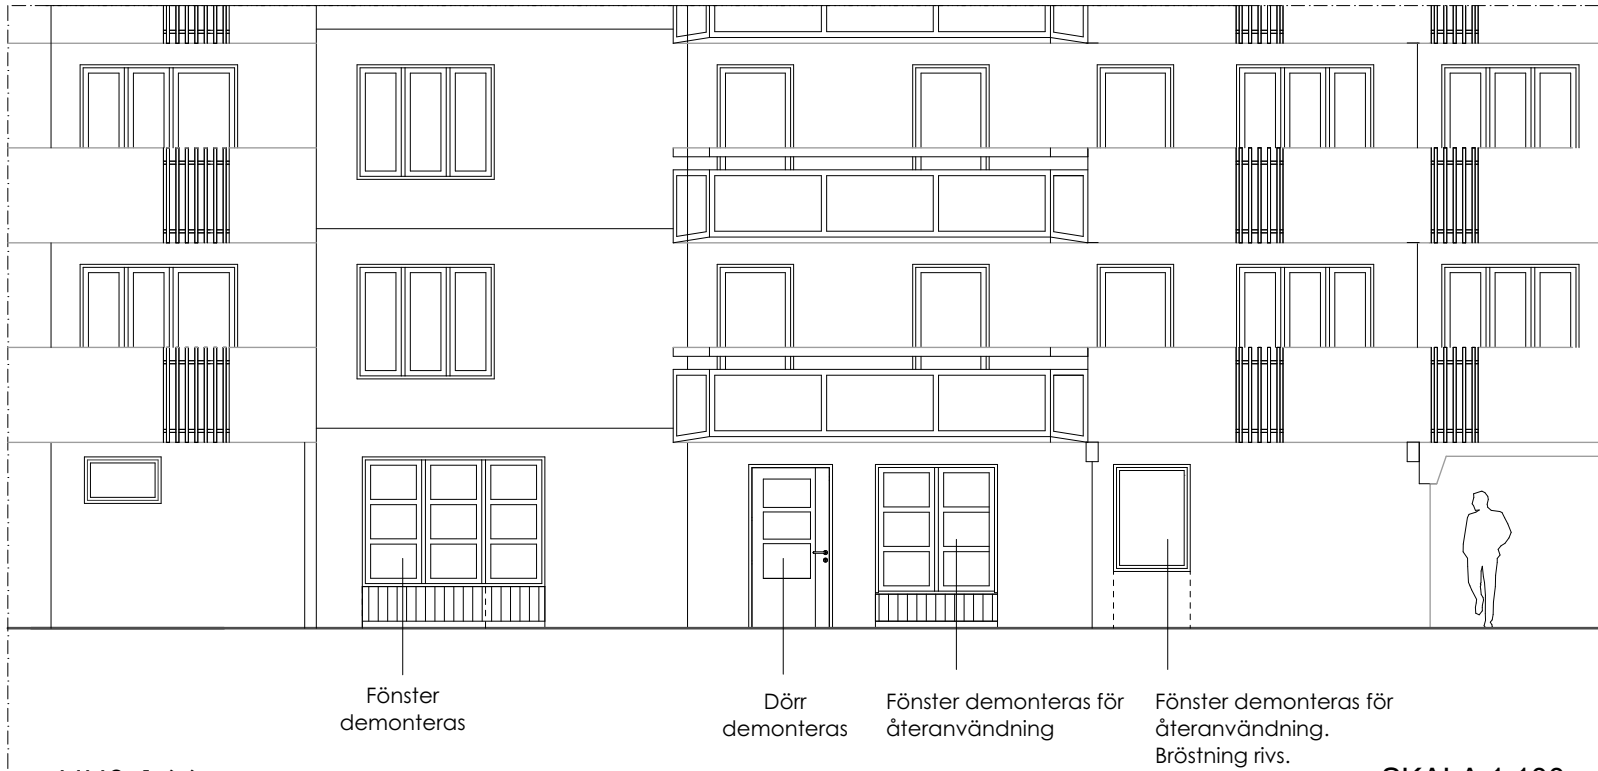 Fönster
demonteras
Dörr
demonteras
Fönster demonteras för
återanvändning
Fönster demonteras för
återanvändning.
Bröstning rivs.